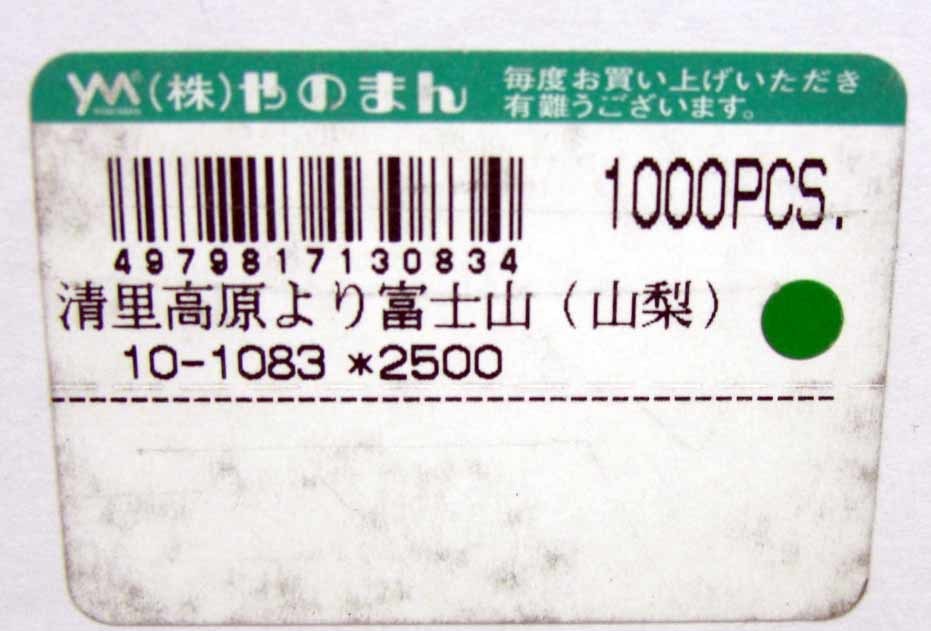 YM（株）やのまん
毎度お買い上げいただき
有難うございます。
1000PCS.
4979817130834
清里高原より富士山（山梨）
10-1083 *2500